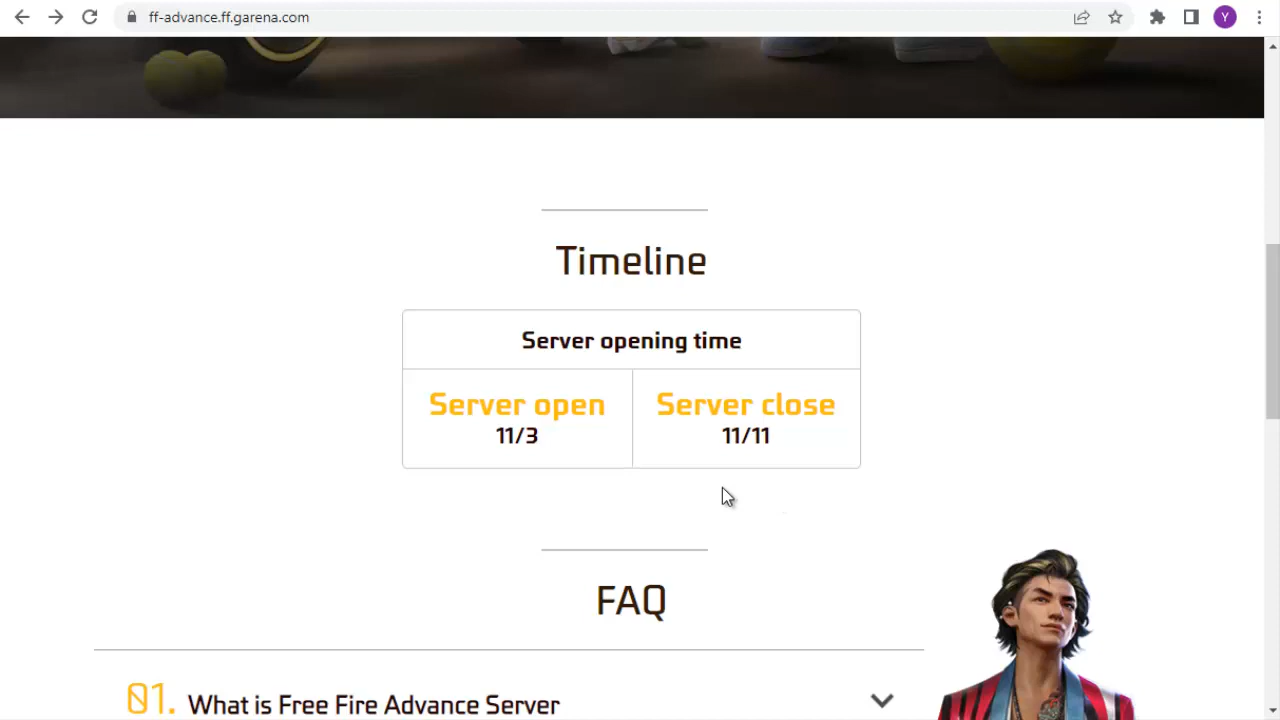 ff-advance.ff.garena.com
Y
Timeline
Server opening time
Server open
Server close
11/3
11/11
FAQ
01. What is Free Fire Advance Server